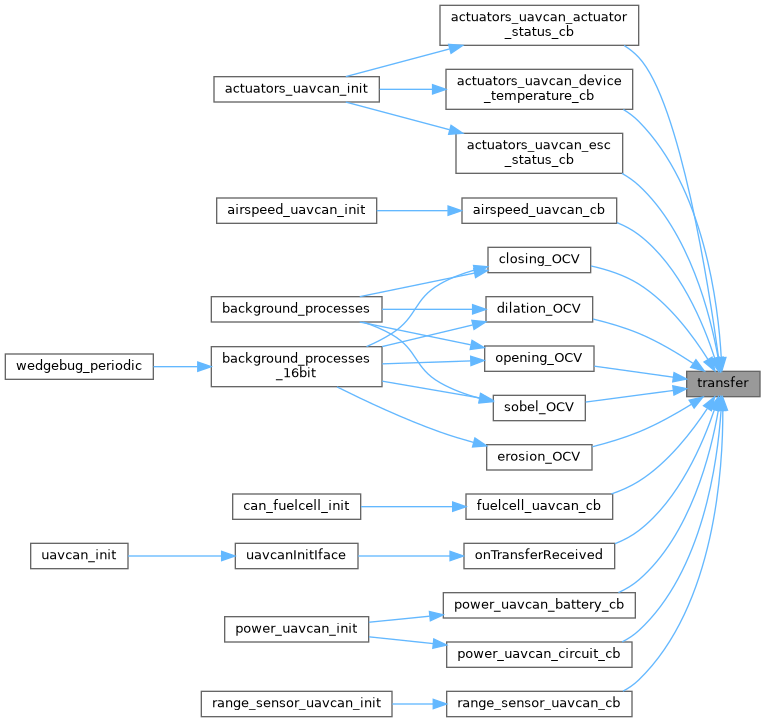 actuators_uavcan_actuator
_status_cb
actuators_uavcan_init
actuators_uavcan_device
_temperature_cb
actuators_uavcan_esc
_status_cb
airspeed_uavcan_init
airspeed_uavcan_cb
closing_OCV
background_processes
dilation_OCV
wedgebug_periodic
background_processes
_16bit
opening_OCV
transfer
sobel_OCV
erosion_OCV
can_fuelcell_init
fuelcell_uavcan_cb
uavcan_init
uavcanInitIface
onTransferReceived
power_uavcan_init
power_uavcan_battery_cb
power_uavcan_circuit_cb
range_sensor_uavcan_init
range_sensor_uavcan_cb